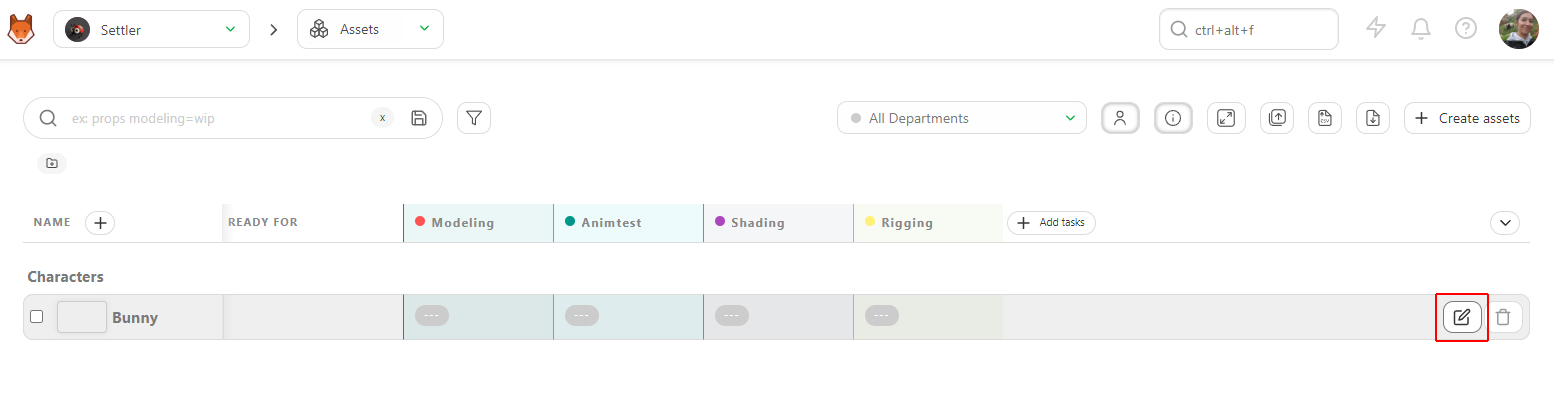 Settler
Assets
ctrl+alt+f
ex: props modeling=wip
x
All Departments
CSV
Create assets
NAME
READY FOR
Modeling
Animtest
Shading
Rigging
Add tasks
Characters
Bunny
---
---
---
---